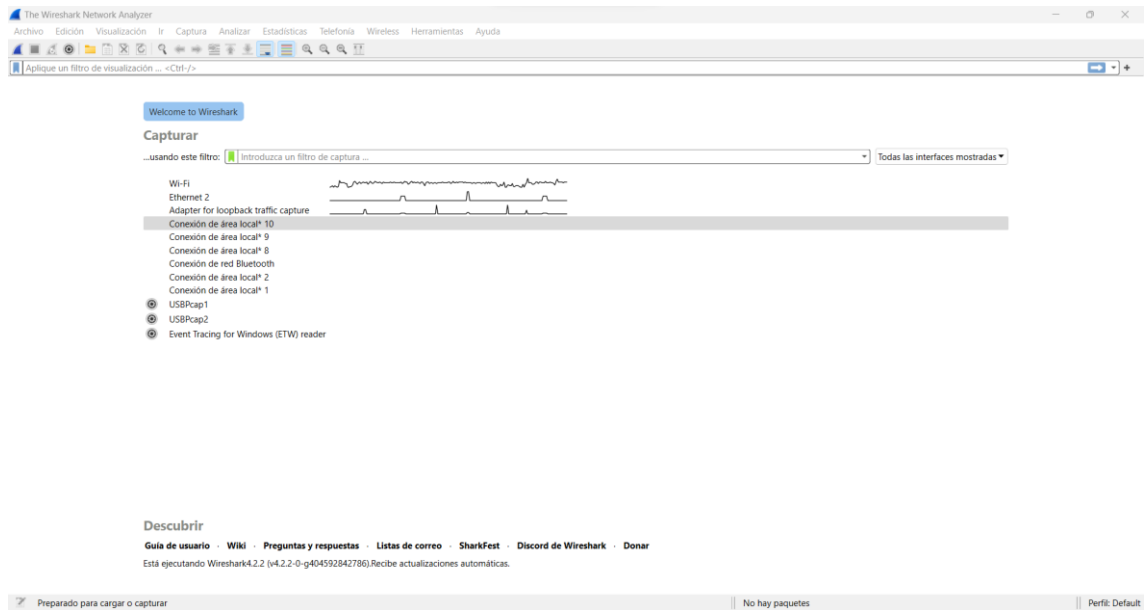 The Wireshark Network Analyzer
Archivo Edición Visualización Ir Captura Analizar Estadísticas Telefonía Wireless Herramientas Ayuda
Aplique un filtro de visualización ... <Ctrl-/>
Welcome to Wireshark
Capturar
...usando este filtro: Introduzca un filtro de captura ... Todas las interfaces mostradas
Wi-Fi
Ethernet 2
Adapter for loopback traffic capture
Conexión de área local* 10
Conexión de área local* 9
Conexión de área local* 8
Conexión de red Bluetooth
Conexión de área local* 2
Conexión de área local* 1
USBPcap1
USBPcap2
Event Tracing for Windows (ETW) reader
Descubrir
Guía de usuario · Wiki · Preguntas y respuestas · Listas de correo · SharkFest · Discord de Wireshark · Donar
Está ejecutando Wireshark4.2.2 (v4.2.2-0-g404592842786).Recibe actualizaciones automáticas.
Preparado para cargar o capturar No hay paquetes Perfil: Default